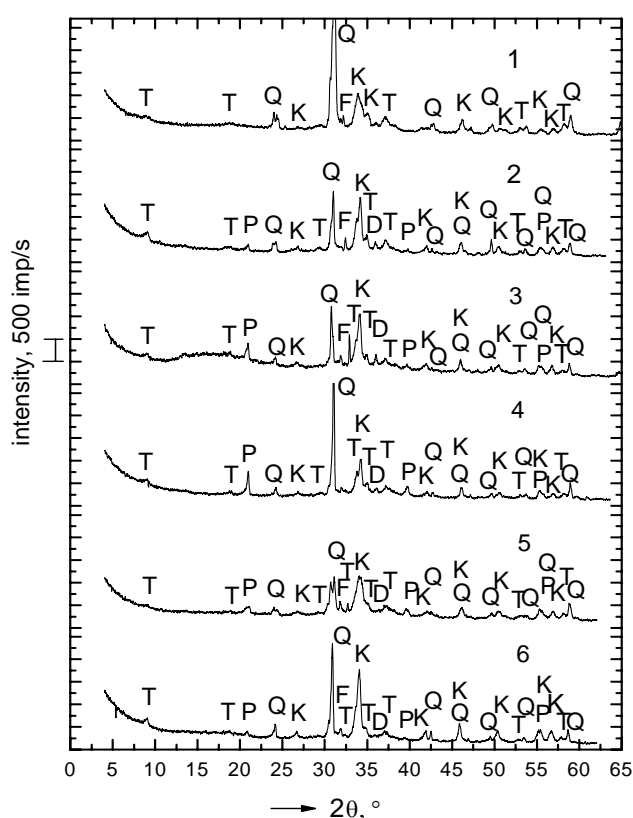 1
T T Q K Q F K K T Q K Q K T K K T Q
2
T T P Q K T Q F K T D T P K Q K Q Q K T Q Q P K T Q
3
T T P Q K Q F T K T D T P K Q K Q Q K T Q Q P K T Q
4
T T P Q K T Q T K T D T P K Q K Q Q K Q T K P K T Q
5
T T P Q K T Q F T K T D T P K Q K Q Q K T Q Q P K T Q
6
T T P Q K Q F T K T D T P K Q K Q Q K T Q K P K T Q
intensity, 500 imp/s
0 5 10 15 20 25 30 35 40 45 50 55 60 65
2θ, °